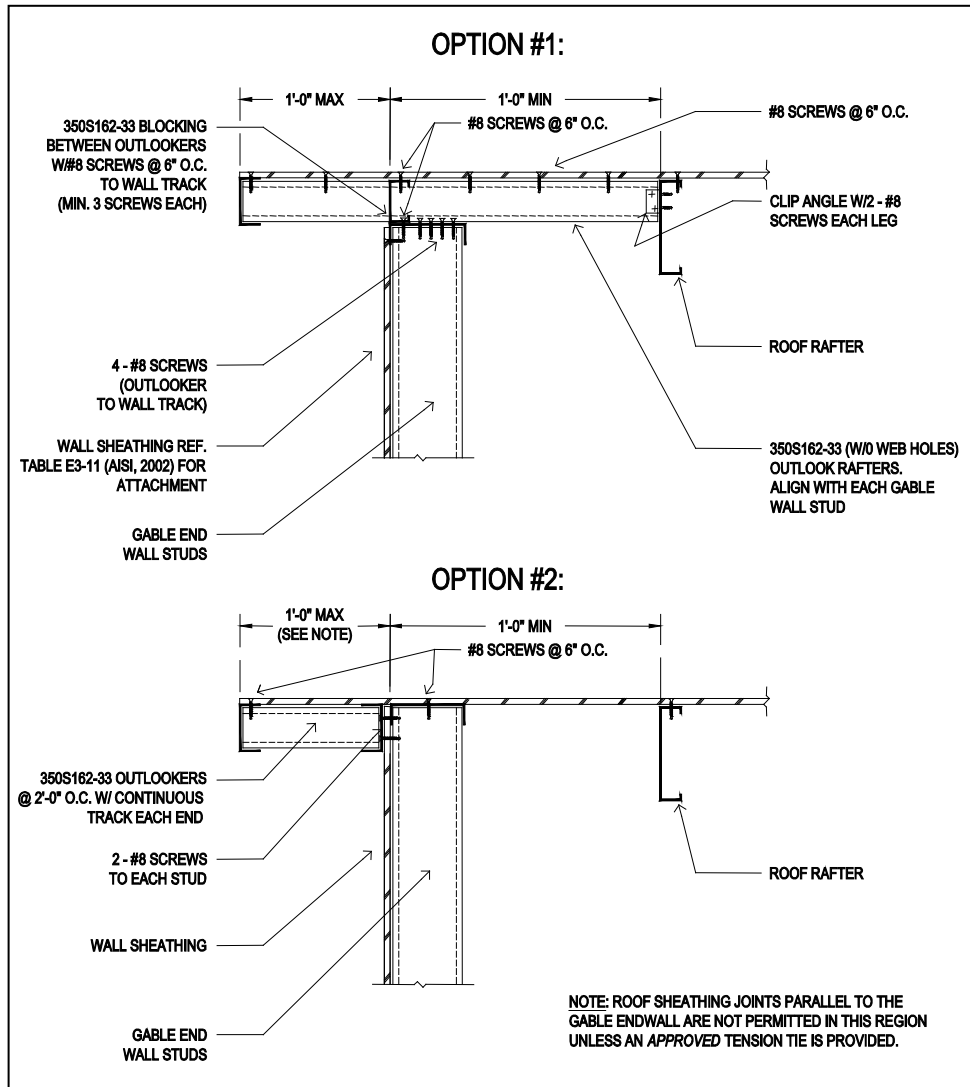 OPTION #1:
1'-0" MAX
1'-0" MIN
350S162-33 BLOCKING
BETWEEN OUTLOOKERS
W/#8 SCREWS @ 6" O.C.
TO WALL TRACK
(MIN. 3 SCREWS EACH)
#8 SCREWS @ 6" O.C.
#8 SCREWS @ 6" O.C.
CLIP ANGLE W/2 - #8
SCREWS EACH LEG
ROOF RAFTER
4 - #8 SCREWS
(OUTLOOKER
TO WALL TRACK)
WALL SHEATHING REF.
TABLE E3-11 (AISI, 2002) FOR
ATTACHMENT
350S162-33 (W/0 WEB HOLES)
OUTLOOK RAFTERS.
ALIGN WITH EACH GABLE
WALL STUD
GABLE END
WALL STUDS
OPTION #2:
1'-0" MAX
(SEE NOTE)
1'-0" MIN
#8 SCREWS @ 6" O.C.
350S162-33 OUTLOOKERS
@ 2'-0" O.C. W/ CONTINUOUS
TRACK EACH END
2 - #8 SCREWS
TO EACH STUD
ROOF RAFTER
WALL SHEATHING
GABLE END
WALL STUDS
NOTE: ROOF SHEATHING JOINTS PARALLEL TO THE
GABLE ENDWALL ARE NOT PERMITTED IN THIS REGION
UNLESS AN APPROVED TENSION TIE IS PROVIDED.